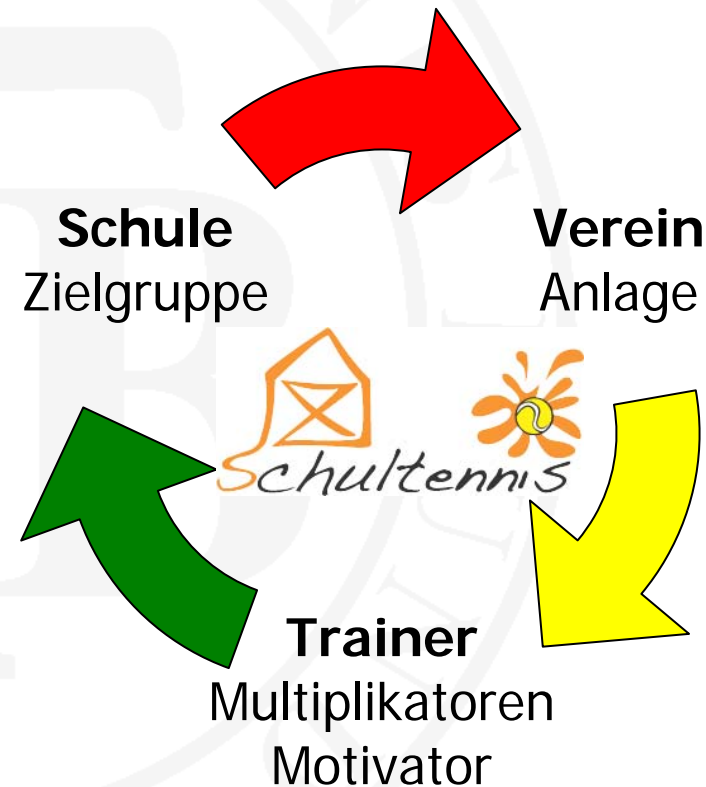 Schule
Zielgruppe
Verein
Anlage
Schultennis
Trainer
Multiplikatoren
Motivator